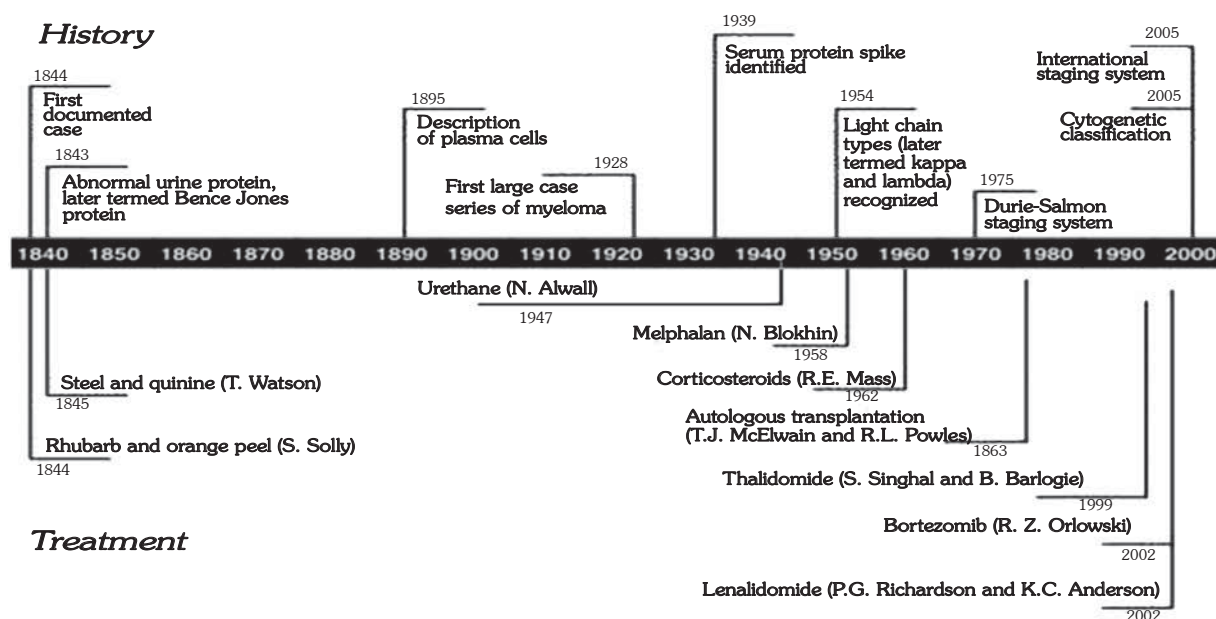 History
1844
First
documented
case
1843
Abnormal urine protein,
later termed Bence Jones
protein
1895
Description
of plasma cells
1928
First large case
series of myeloma
1939
Serum protein spike
identified
1954
Light chain
types (later
termed kappa
and lambda)
recognized
1975
Durie-Salmon
staging system
2005
International
staging system
2005
Cytogenetic
classification
1840 1850 1860 1870 1880 1890 1900 1910 1920 1930 1940 1950 1960 1970 1980 1990 2000
Urethane (N. Alwall)
1947
Melphalan (N. Blokhin)
1958
Corticosteroids (R.E. Mass)
1962
Autologous transplantation
(T.J. McElwain and R.L. Powles)
1863
Thalidomide (S. Singhal and B. Barlogie)
1999
Bortezomib (R. Z. Orlowski)
2002
Lenalidomide (P.G. Richardson and K.C. Anderson)
2002
Steel and quinine (T. Watson)
1845
Rhubarb and orange peel (S. Solly)
1844
Treatment